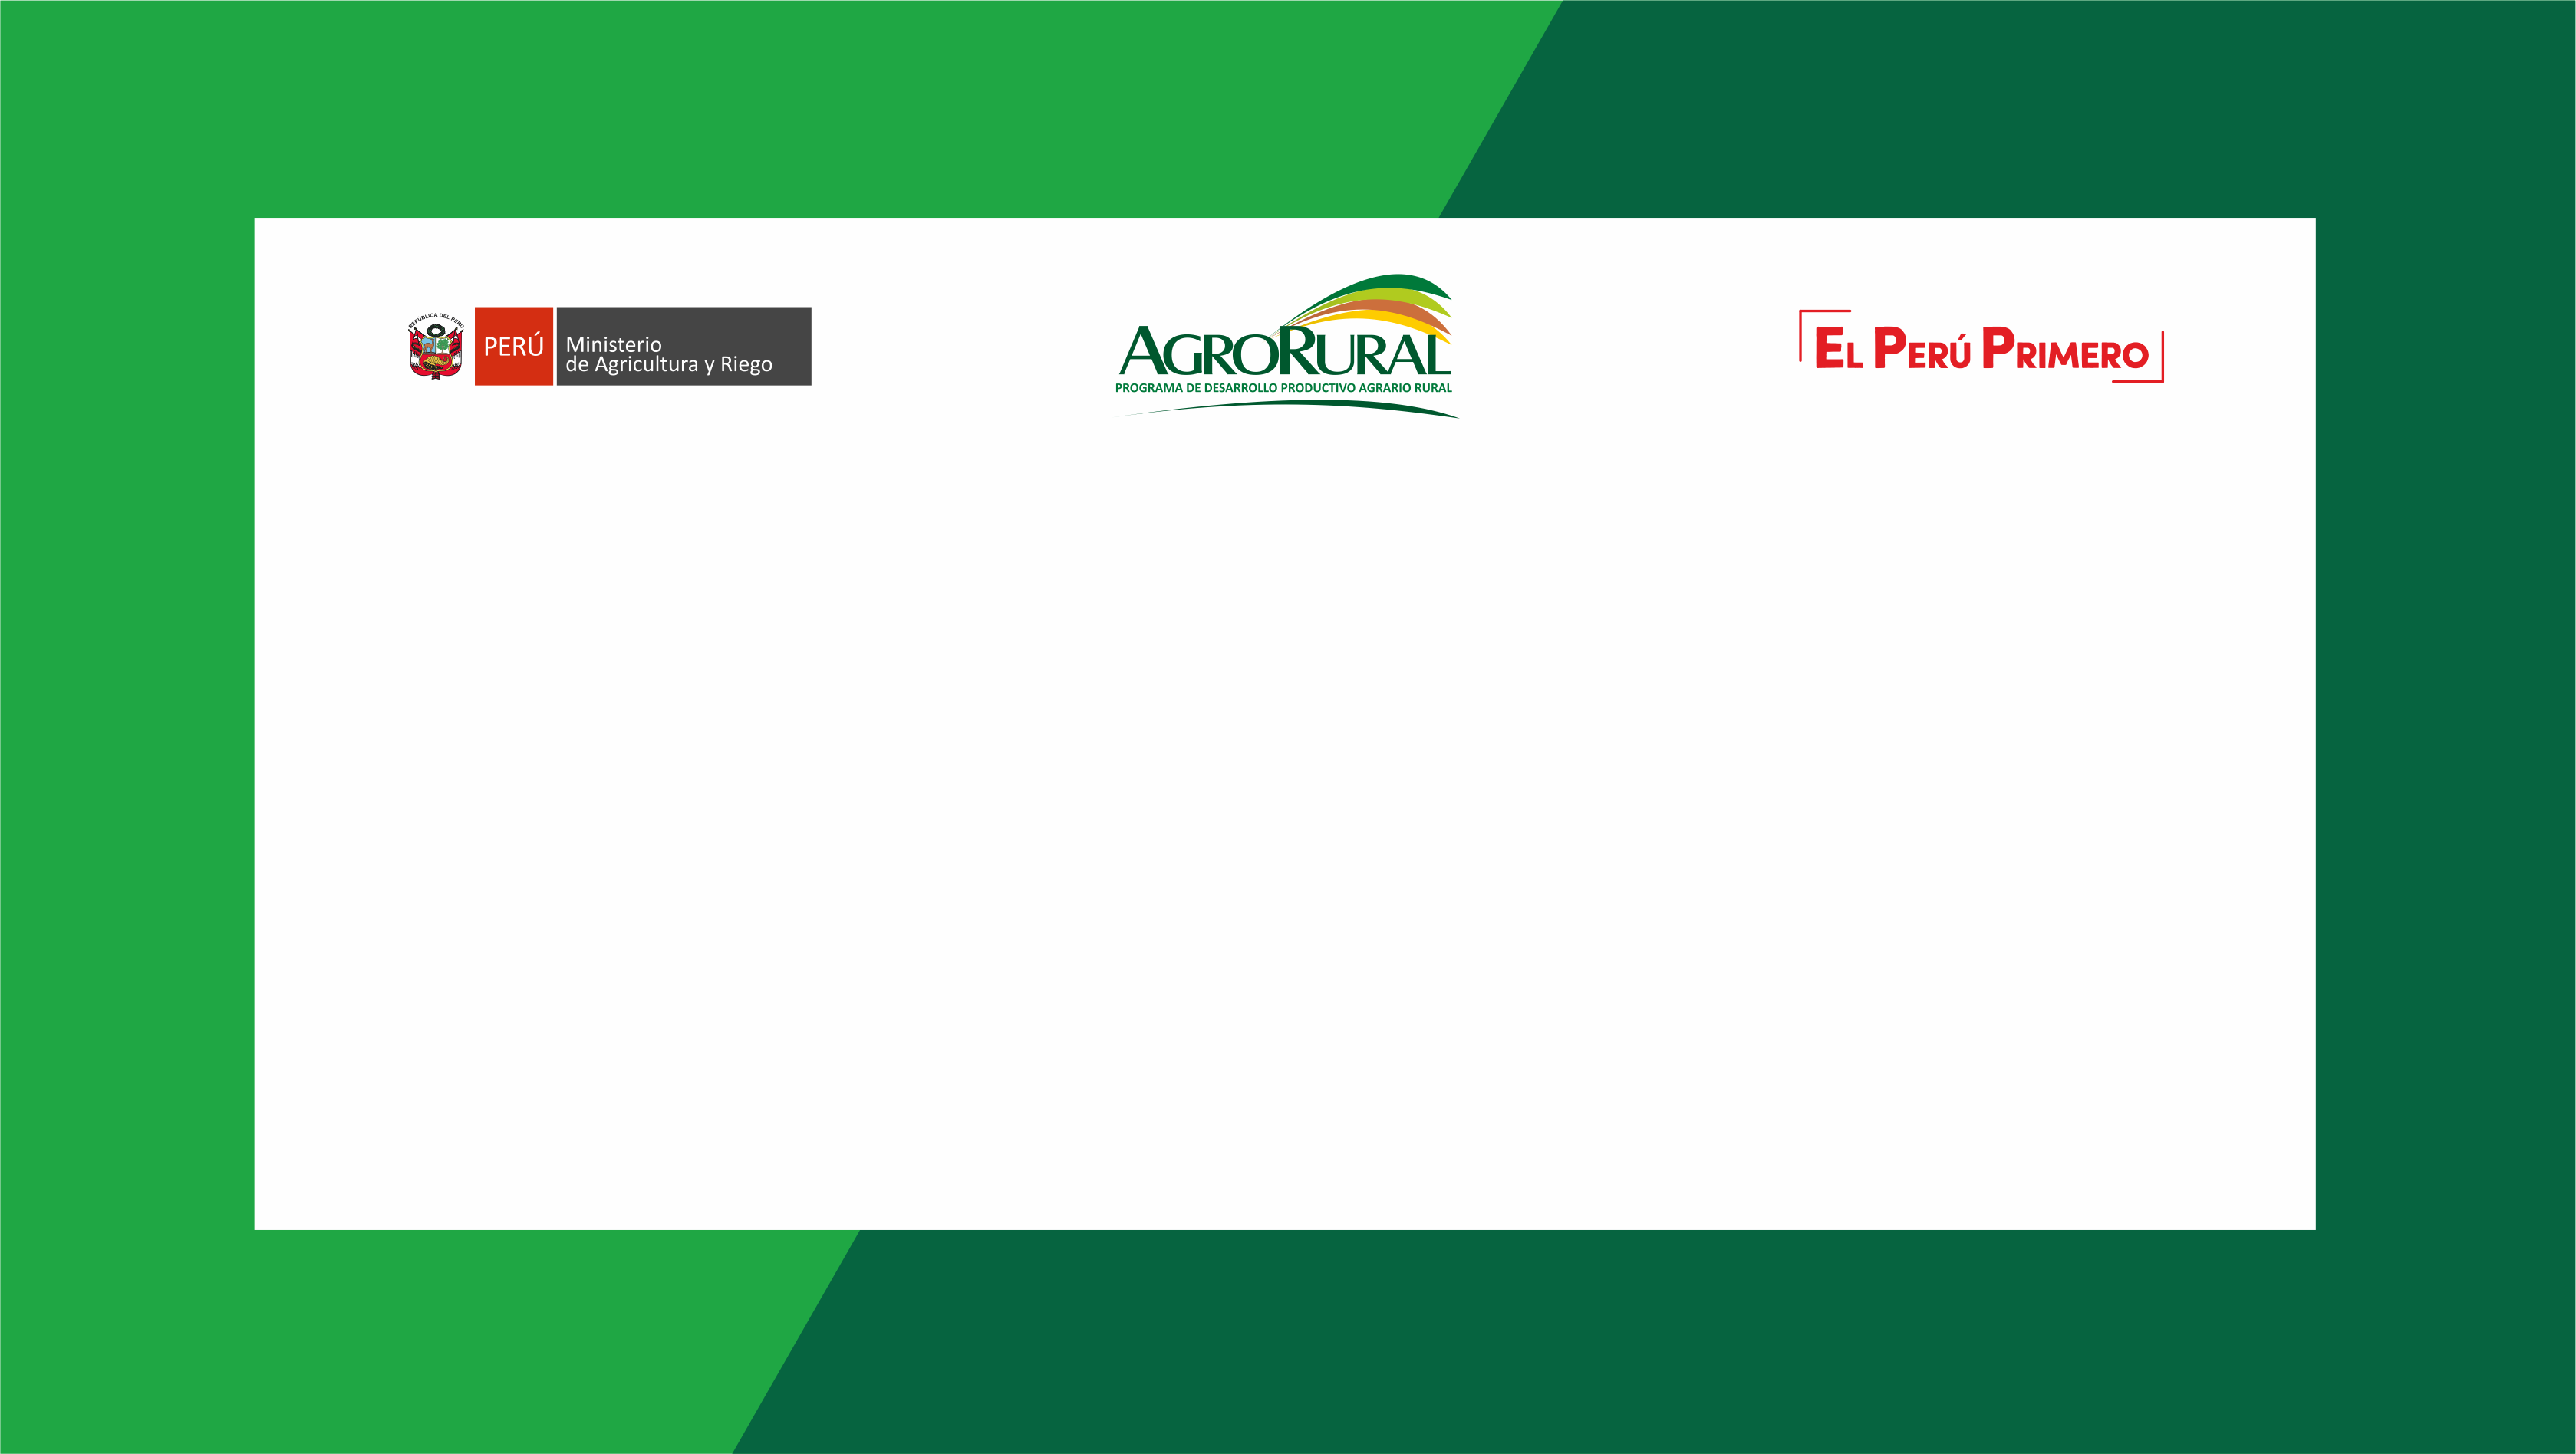 REPÚBLICA DEL PERÚ
PERÚ
Ministerio
de Agricultura y Riego
AGRORURAL
PROGRAMA DE DESARROLLO PRODUCTIVO AGRARIO RURAL
EL PERÚ PRIMERO